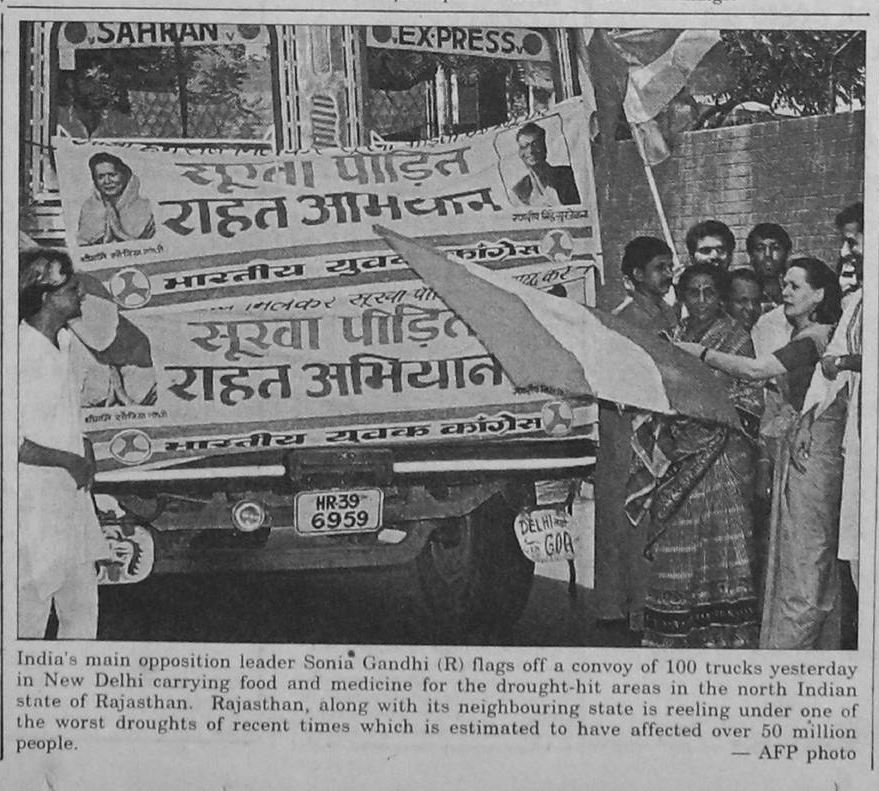 SAHRAN
EXPRESS
सूखा पीड़ित
राहत अभियान
श्रीमति सोनिया गांधी
भारतीय युवक कांग्रेस
मिलकर सूखा
सूखा पीड़ित
राहत अभियान
श्रीमति सोनिया गांधी
भारतीय युवक कांग्रेस
HR-39
6959
DELHI
GOA
India's main opposition leader Sonia Gandhi (R) flags off a convoy of 100 trucks yesterday
in New Delhi carrying food and medicine for the drought-hit areas in the north Indian
state of Rajasthan. Rajasthan, along with its neighbouring state is reeling under one of
the worst droughts of recent times which is estimated to have affected over 50 million
people.
— AFP photo